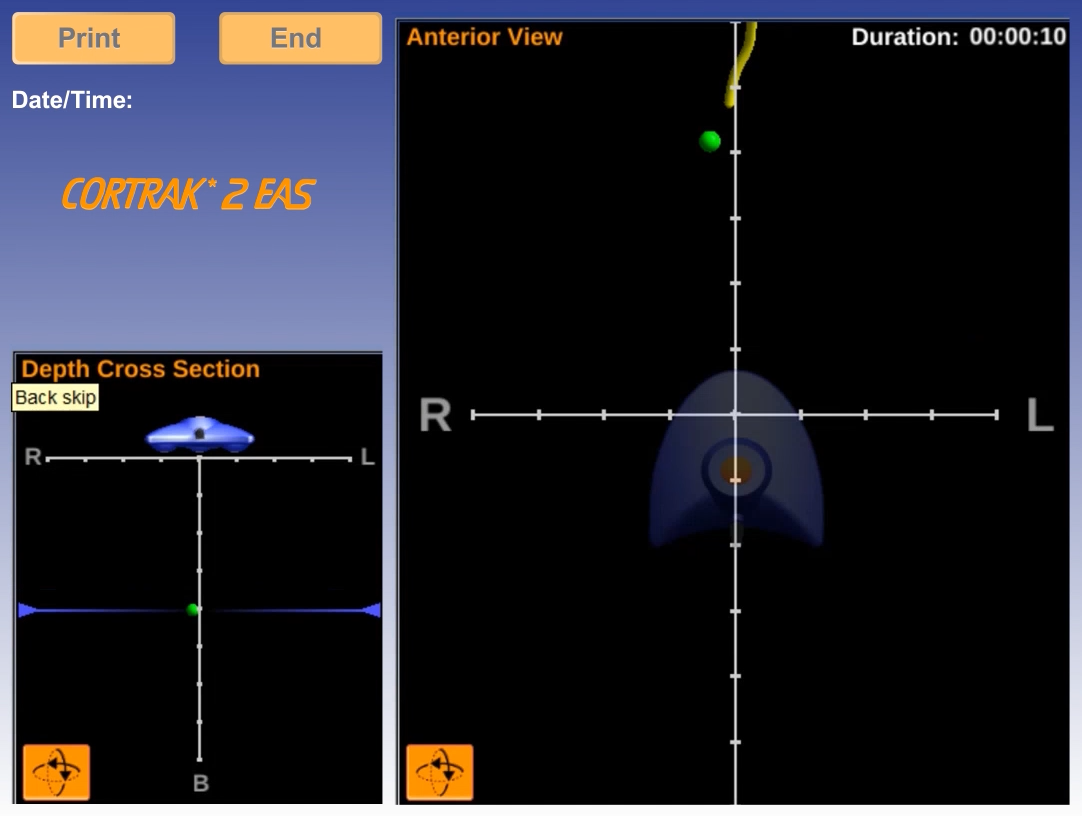 Print
End
Date/Time:
CORTRAK* 2 EAS
Anterior View
Duration: 00:00:10
R
L
Depth Cross Section
Back skip
R
L
B